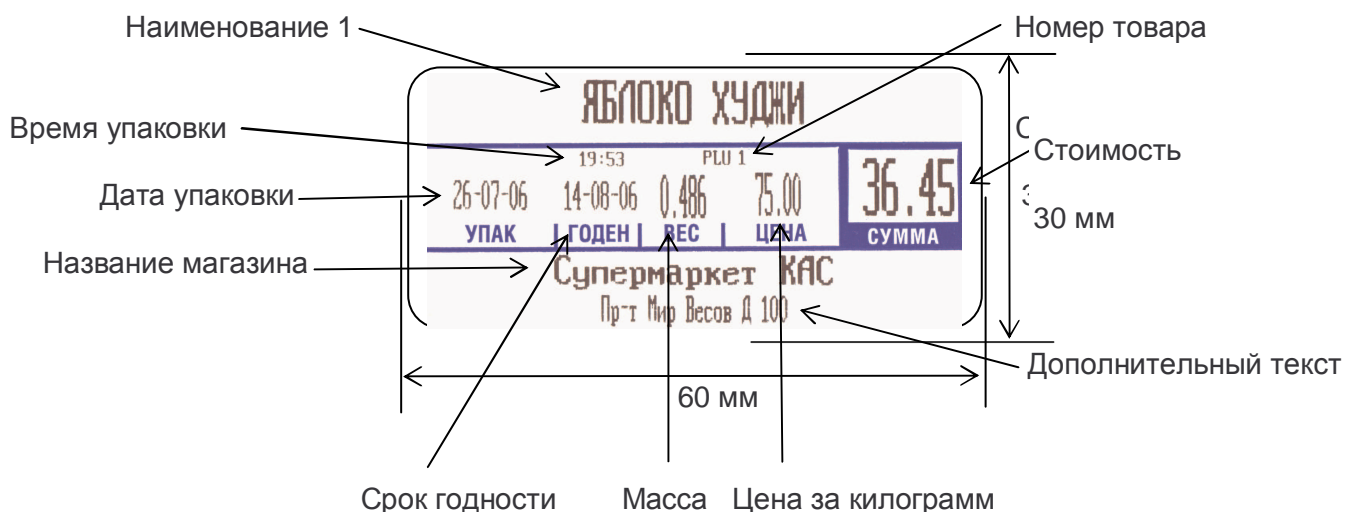 Наименование 1
Номер товара
ЯБЛОКО ХУДЖИ
Время упаковки
19:53 PLU 1
36.45
Стоимость
Дата упаковки
26-07-06 14-08-06 0.486 75.00
30 мм
УПАК ГОДЕН ВЕС ЦЕНА СУММА
Название магазина
Супермаркет КАС
Пр-т Мир Весов Д 100
Дополнительный текст
60 мм
Срок годности Масса Цена за килограмм